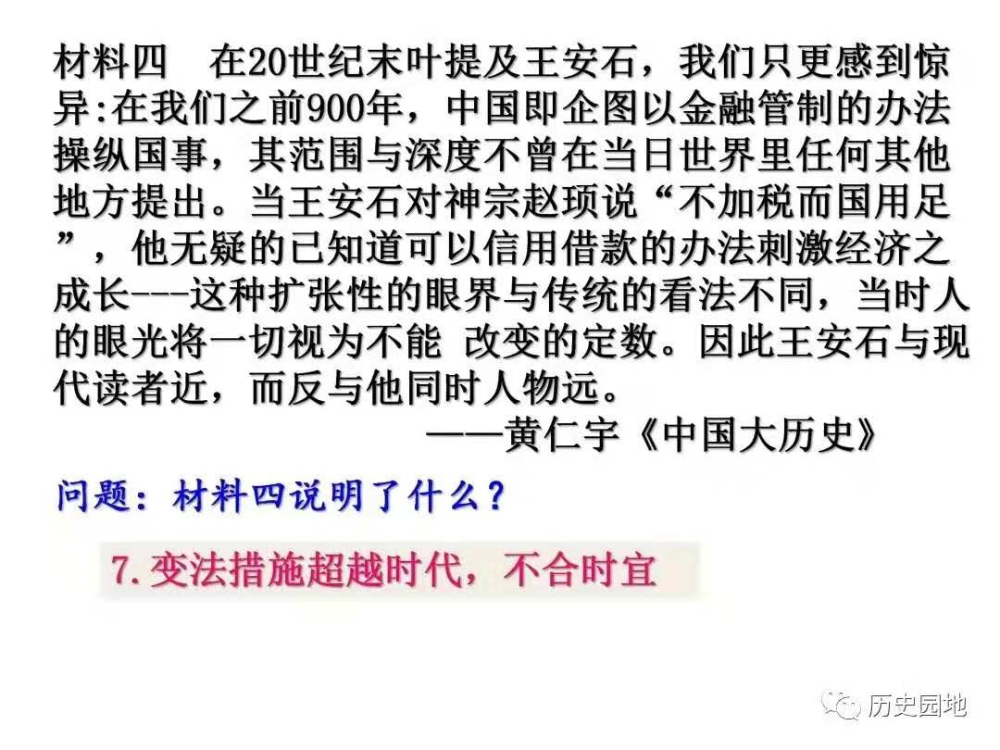 材料四　在20世纪末叶提及王安石，我们只更感到惊
异:在我们之前900年，中国即企图以金融管制的办法
操纵国事，其范围与深度不曾在当日世界里任何其他
地方提出。当王安石对神宗赵顼说“不加税而国用足
”，他无疑的已知道可以信用借款的办法刺激经济之
成长---这种扩张性的眼界与传统的看法不同，当时人
的眼光将一切视为不能 改变的定数。因此王安石与现
代读者近，而反与他同时人物远。
——黄仁宇《中国大历史》
问题：材料四说明了什么？
7.变法措施超越时代，不合时宜
历史园地